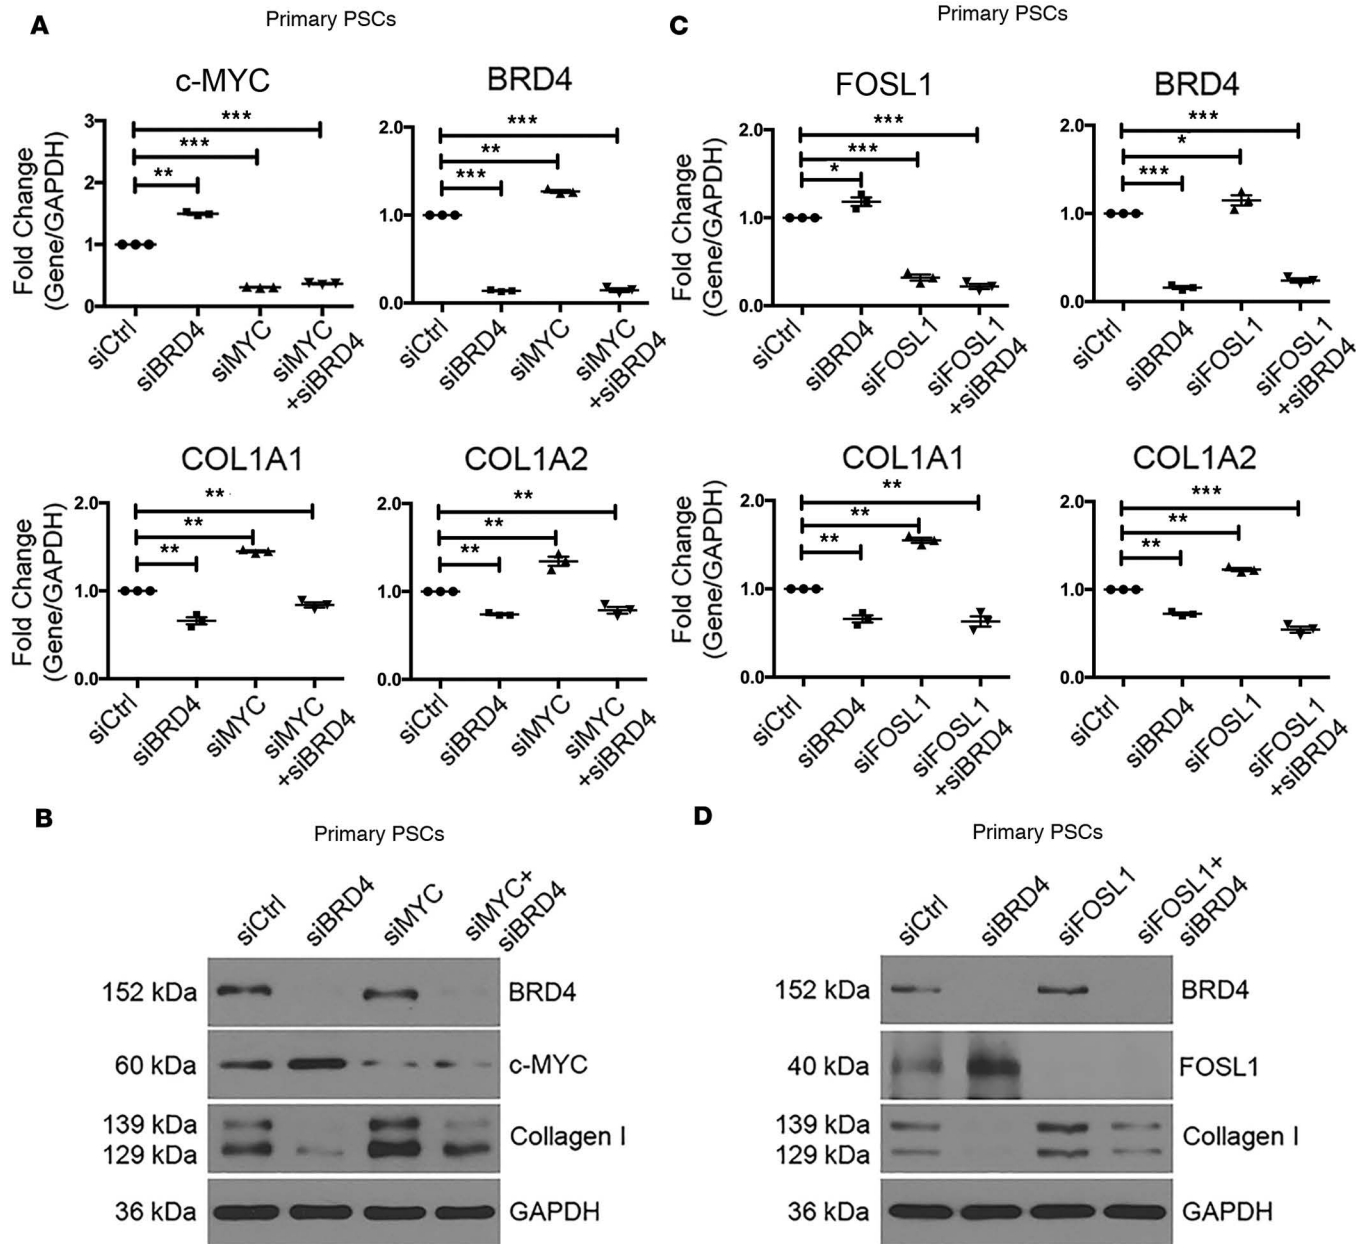 A
Primary PSCs
c-MYC
Fold Change
(Gene/GAPDH)
3
2
1
0
***
***
**
siCtrl
siBRD4
siMYC
siMYC
+siBRD4
BRD4
2.0
1.0
0.0
***
**
***
siCtrl
siBRD4
siMYC
siMYC
+siBRD4
COL1A1
Fold Change
(Gene/GAPDH)
2.0
1.0
0.0
**
**
**
siCtrl
siBRD4
siMYC
siMYC
+siBRD4
COL1A2
2.0
1.0
0.0
**
**
**
siCtrl
siBRD4
siMYC
siMYC
+siBRD4
C
Primary PSCs
FOSL1
Fold Change
(Gene/GAPDH)
2.0
1.0
0.0
***
***
*
siCtrl
siBRD4
siFOSL1
siFOSL1
+siBRD4
BRD4
2.0
1.0
0.0
***
*
***
siCtrl
siBRD4
siFOSL1
siFOSL1
+siBRD4
COL1A1
Fold Change
(Gene/GAPDH)
2.0
1.0
0.0
**
**
**
siCtrl
siBRD4
siFOSL1
siFOSL1
+siBRD4
COL1A2
2.0
1.0
0.0
***
**
**
siCtrl
siBRD4
siFOSL1
siFOSL1
+siBRD4
B
Primary PSCs
siCtrl
siBRD4
siMYC
siMYC+
siBRD4
152 kDa
BRD4
60 kDa
c-MYC
139 kDa
129 kDa
Collagen I
36 kDa
GAPDH
D
Primary PSCs
siCtrl
siBRD4
siFOSL1
siFOSL1+
siBRD4
152 kDa
BRD4
40 kDa
FOSL1
139 kDa
129 kDa
Collagen I
36 kDa
GAPDH